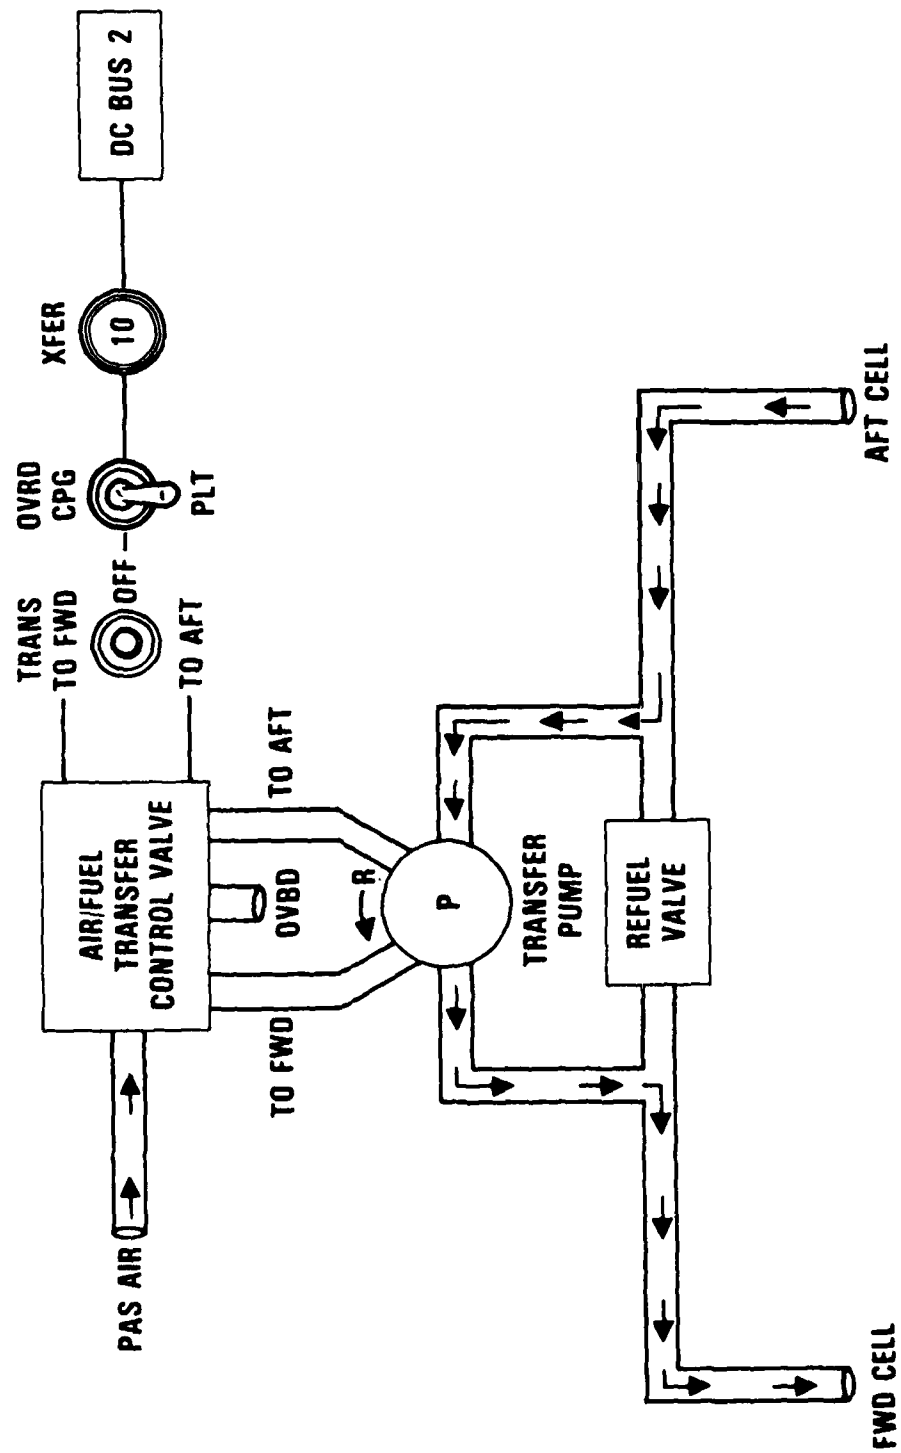 PAS AIR
AIR/FUEL
TRANSFER
CONTROL VALVE
TRANS
TO FWD
OFF
TO AFT
OVRD
CPG
PLT
XFER
10
DC BUS 2
TO FWD
OVBD
TO AFT
R
P
TRANSFER
PUMP
REFUEL
VALVE
FWD CELL
AFT CELL